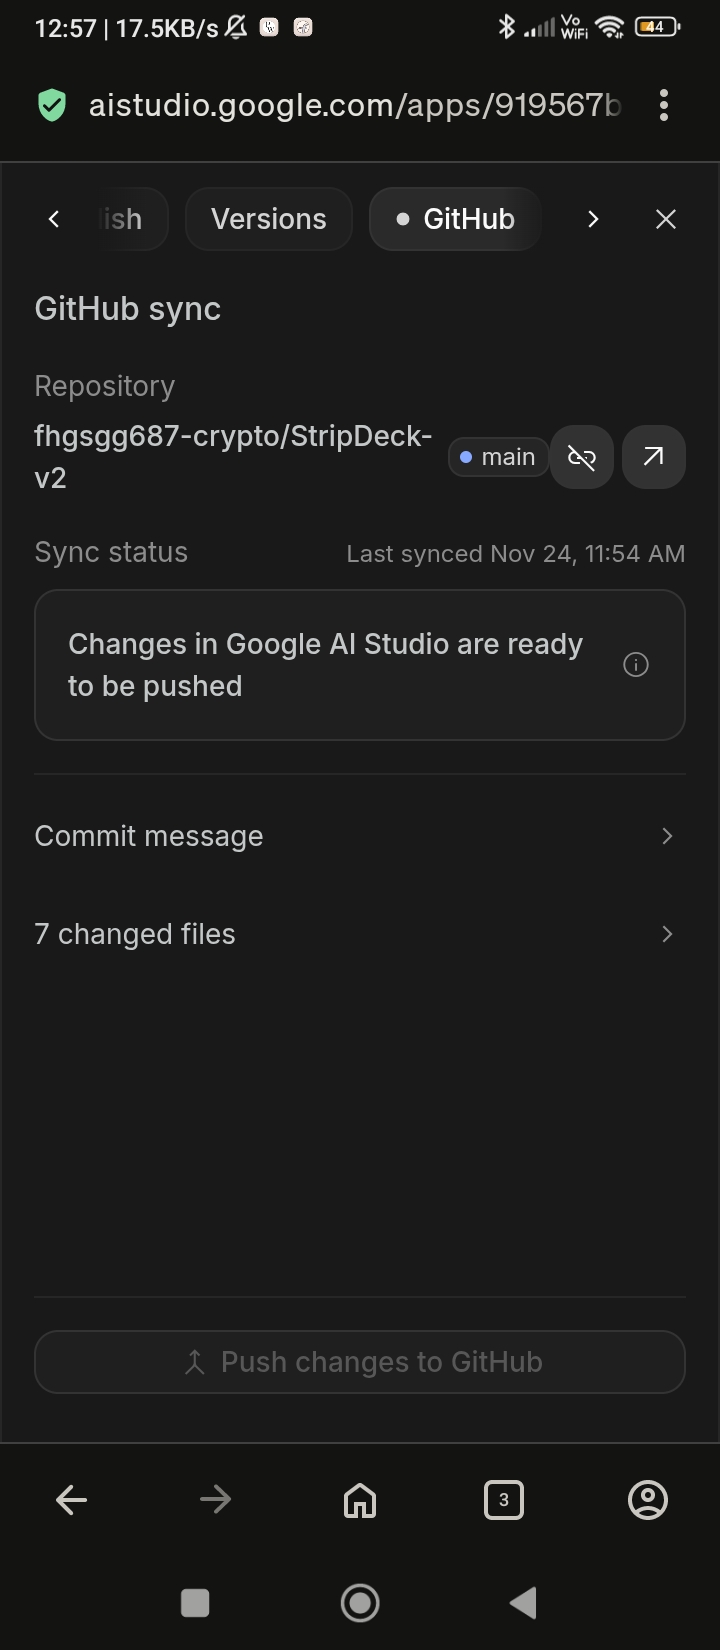 12:57 | 17.5KB/s Vo WiFi 44
aistudio.google.com/apps/919567b
lish Versions GitHub
GitHub sync
Repository
fhgsgg687-crypto/StripDeck-
v2 main
Sync status Last synced Nov 24, 11:54 AM
Changes in Google AI Studio are ready
to be pushed
Commit message
7 changed files
Push changes to GitHub
3